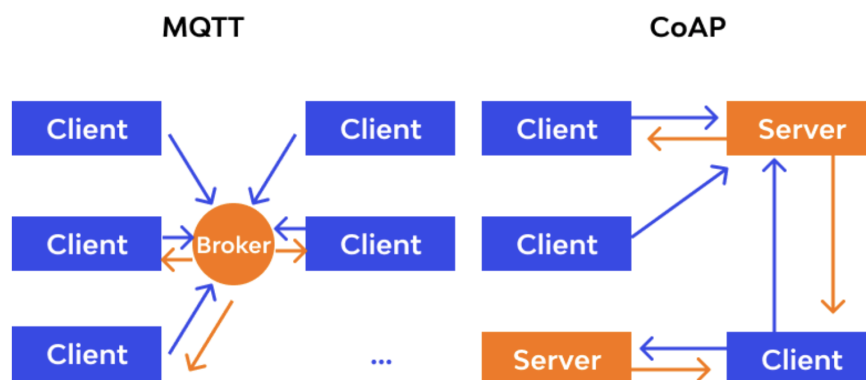 MQTT
CoAP
Client
Client
Client
Server
Client
Broker
Client
Client
Client
...
Server
Client